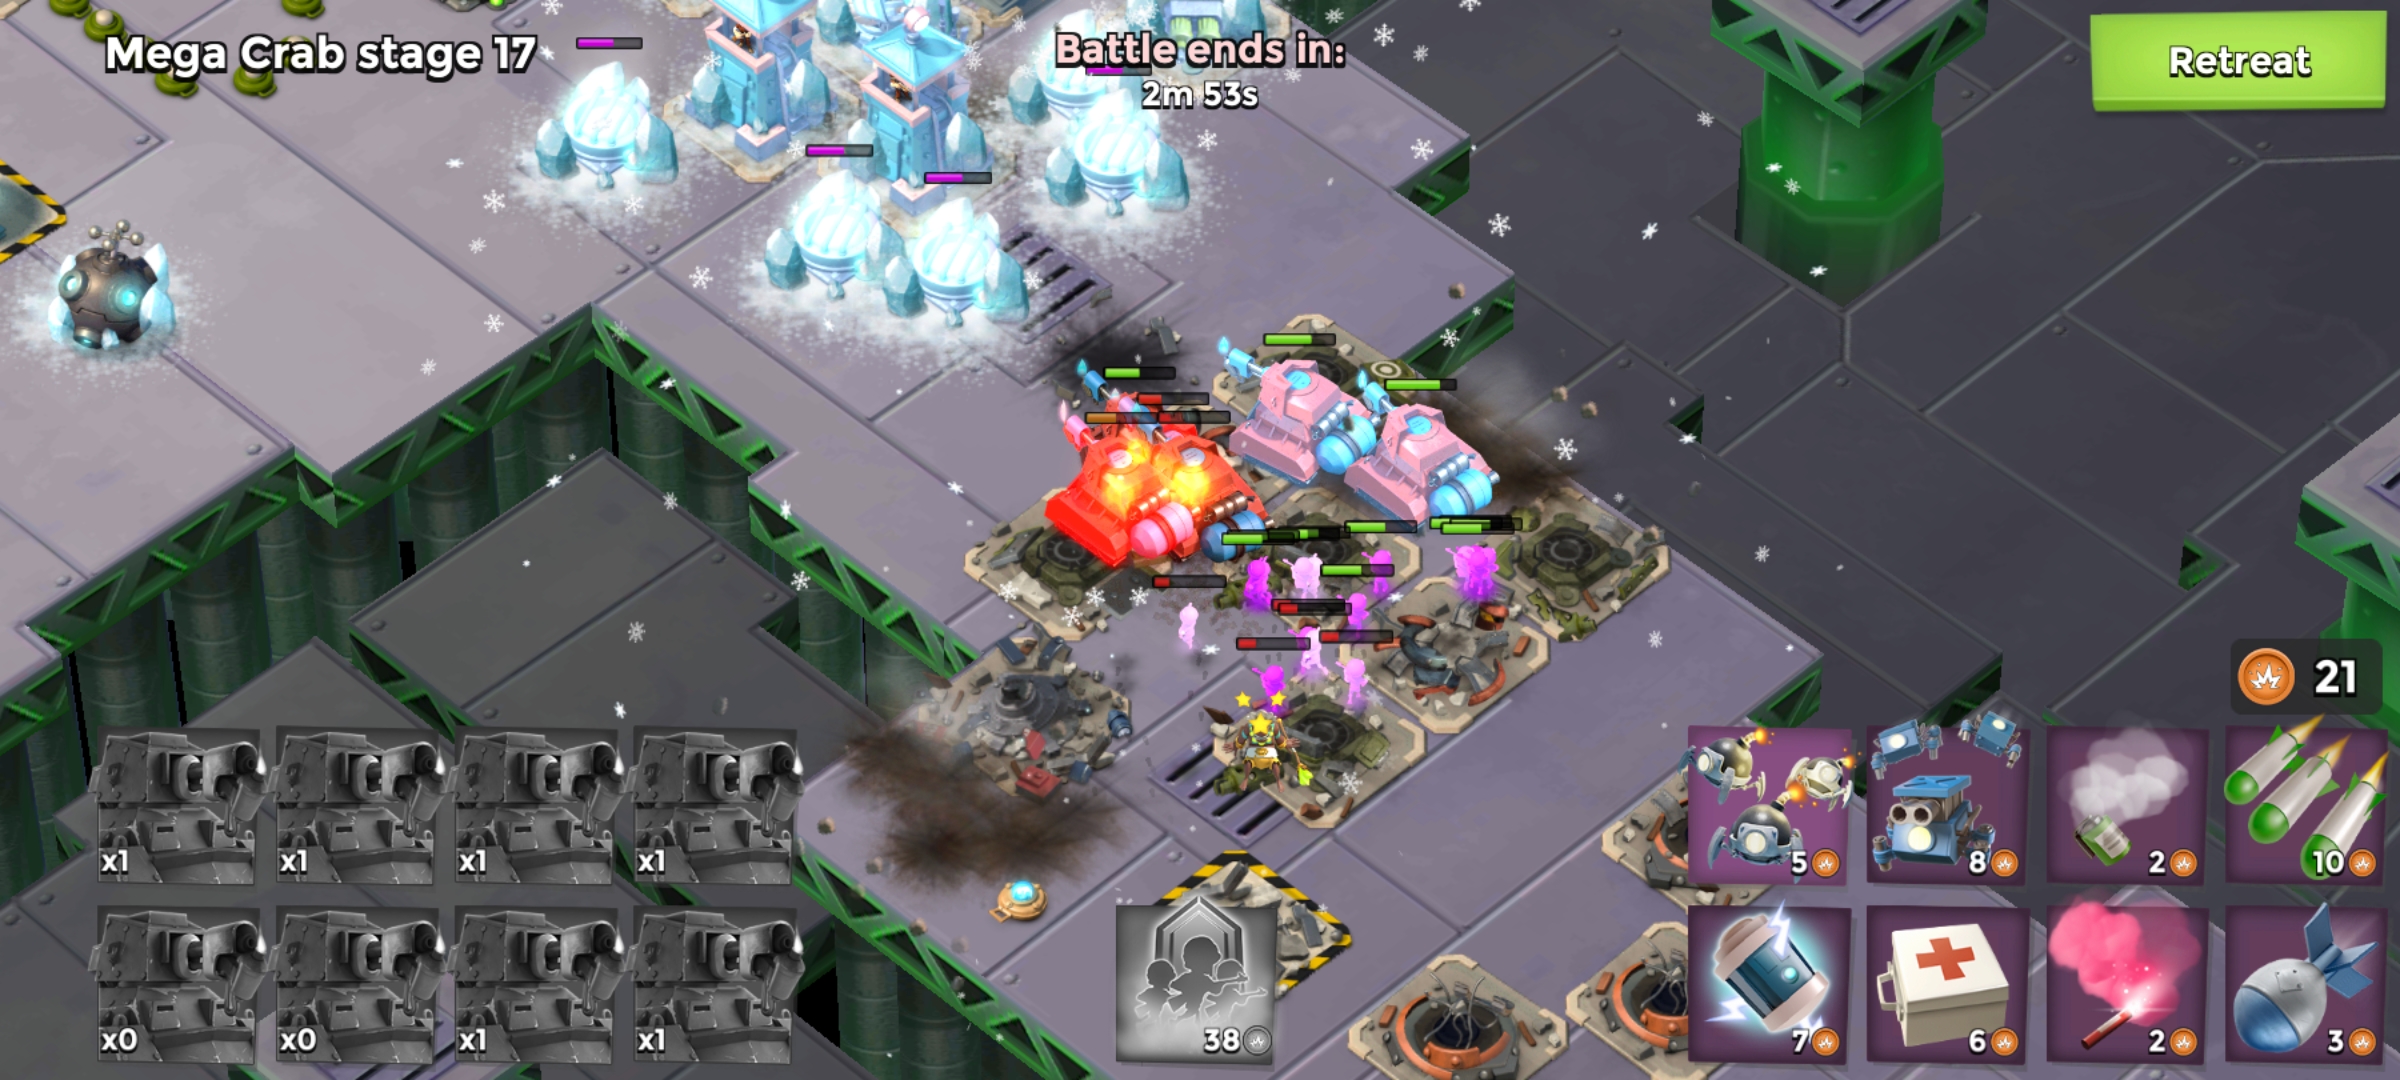 Mega Crab stage 17
Battle ends in:
2m 53s
Retreat
21
x1
x1
x1
x1
5
8
2
10
x0
x0
x1
x1
38
7
6
2
3